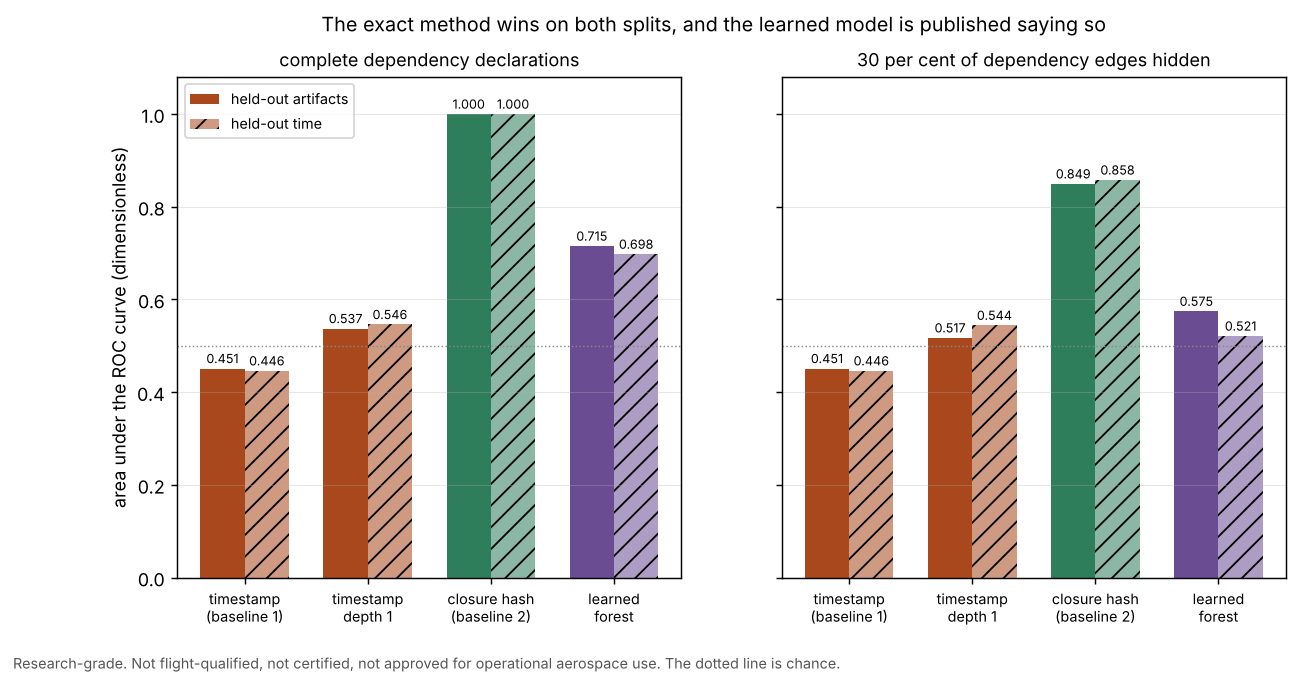 The exact method wins on both splits, and the learned model is published saying so
complete dependency declarations
held-out artifacts
held-out time
area under the ROC curve (dimensionless)
1.0
0.8
0.6
0.4
0.2
0.0
0.451
0.446
0.537
0.546
1.000
1.000
0.715
0.698
timestamp
(baseline 1)
timestamp
depth 1
closure hash
(baseline 2)
learned
forest
30 per cent of dependency edges hidden
0.451
0.446
0.517
0.544
0.849
0.858
0.575
0.521
timestamp
(baseline 1)
timestamp
depth 1
closure hash
(baseline 2)
learned
forest
Research-grade. Not flight-qualified, not certified, not approved for operational aerospace use. The dotted line is chance.